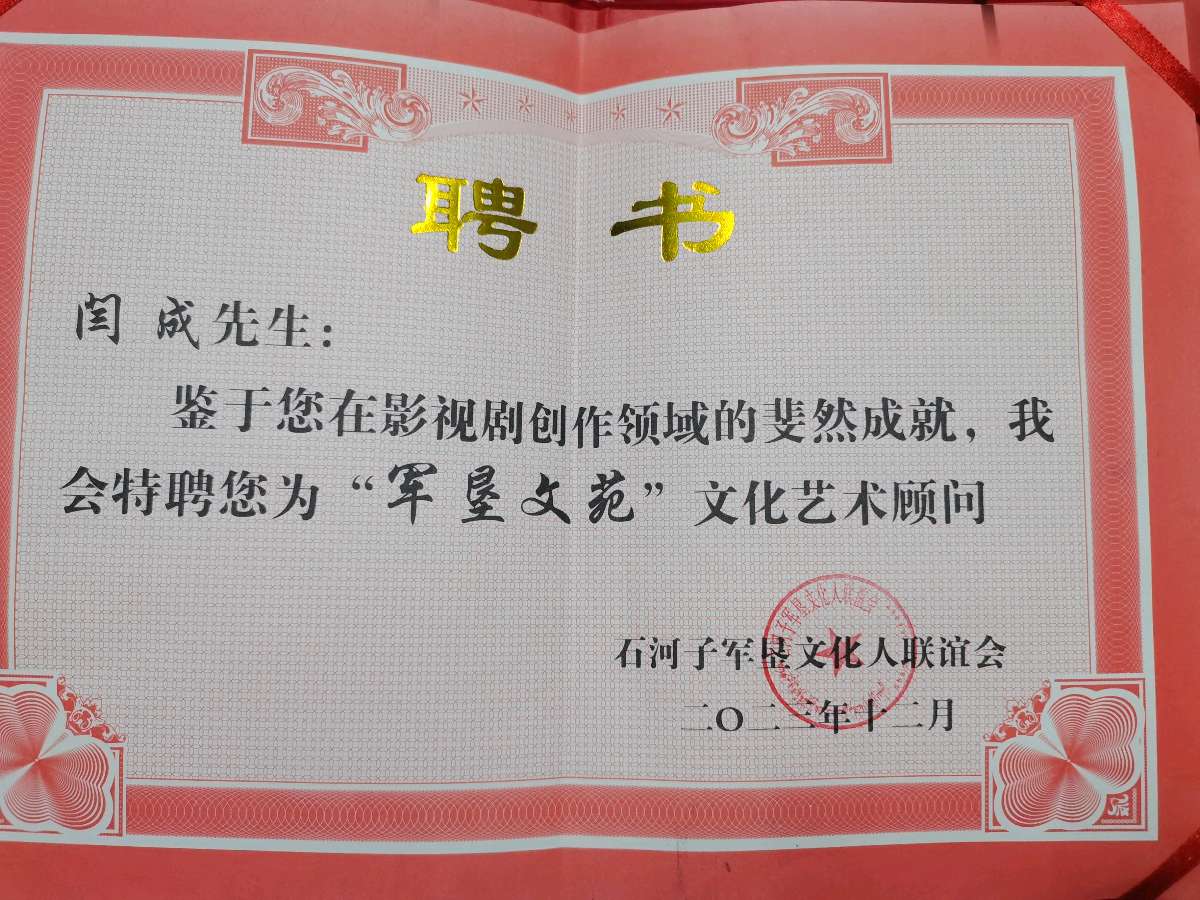 聘书
闫 成先生：
鉴于您在影视剧创作领域的斐然成就，我
会特聘您为“军垦文苑”文化艺术顾问
石河子军垦文化人联谊会
二〇二三年十二月